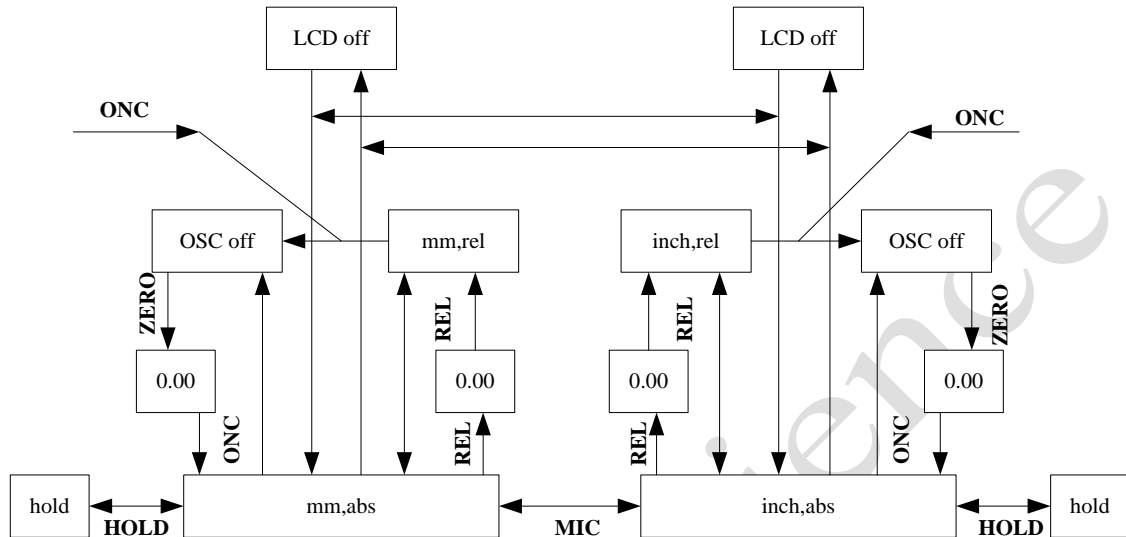 LCD off
LCD off
ONC
ONC
OSC off
mm,rel
inch,rel
OSC off
ZERO
REL
REL
ZERO
0.00
0.00
0.00
0.00
ONC
REL
REL
ONC
hold
mm,abs
inch,abs
hold
HOLD
MIC
HOLD